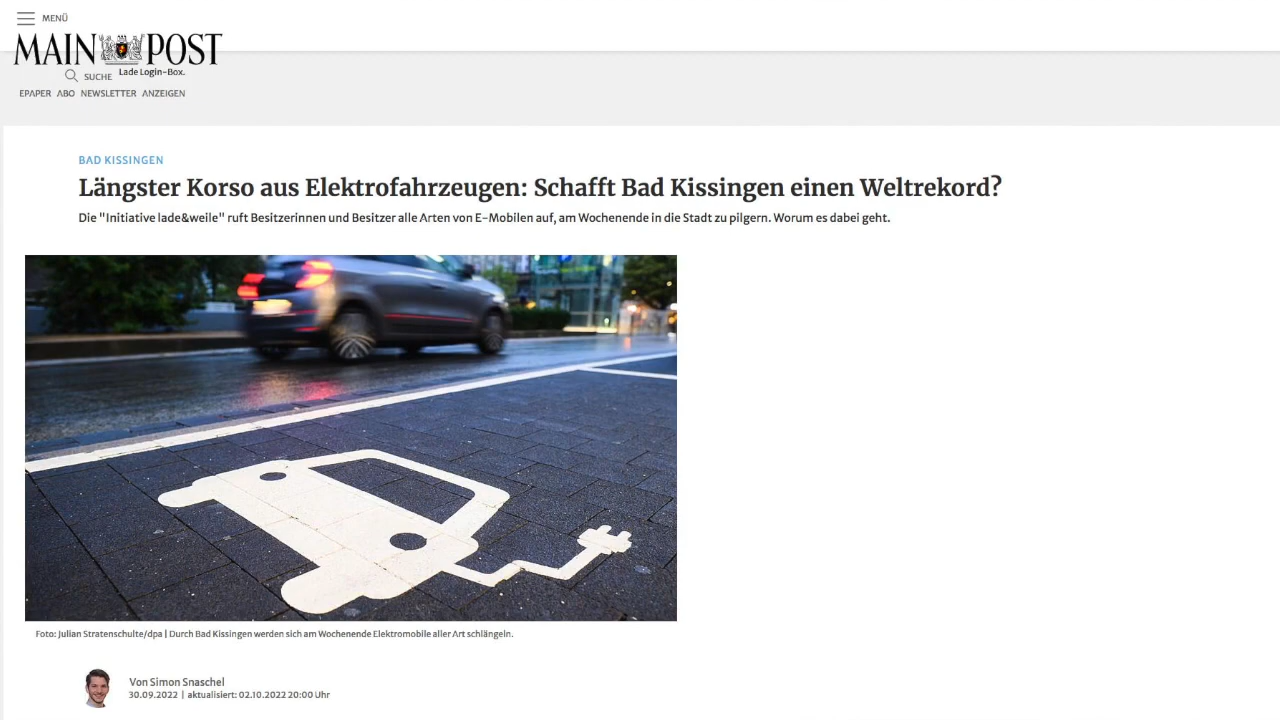 MENÜ
MAIN POST
SUCHE
Lade Login-Box.
EPAPER ABO NEWSLETTER ANZEIGEN
BAD KISSINGEN
Längster Korso aus Elektrofahrzeugen: Schafft Bad Kissingen einen Weltrekord?
Die "Initiative lade&weile" ruft Besitzerinnen und Besitzer alle Arten von E-Mobilen auf, am Wochenende in die Stadt zu pilgern. Worum es dabei geht.
Foto: Julian Stratenschulte/dpa | Durch Bad Kissingen werden sich am Wochenende Elektromobile aller Art schlängeln.
Von Simon Snaschel
30.09.2022 | aktualisiert: 02.10.2022 20:00 Uhr